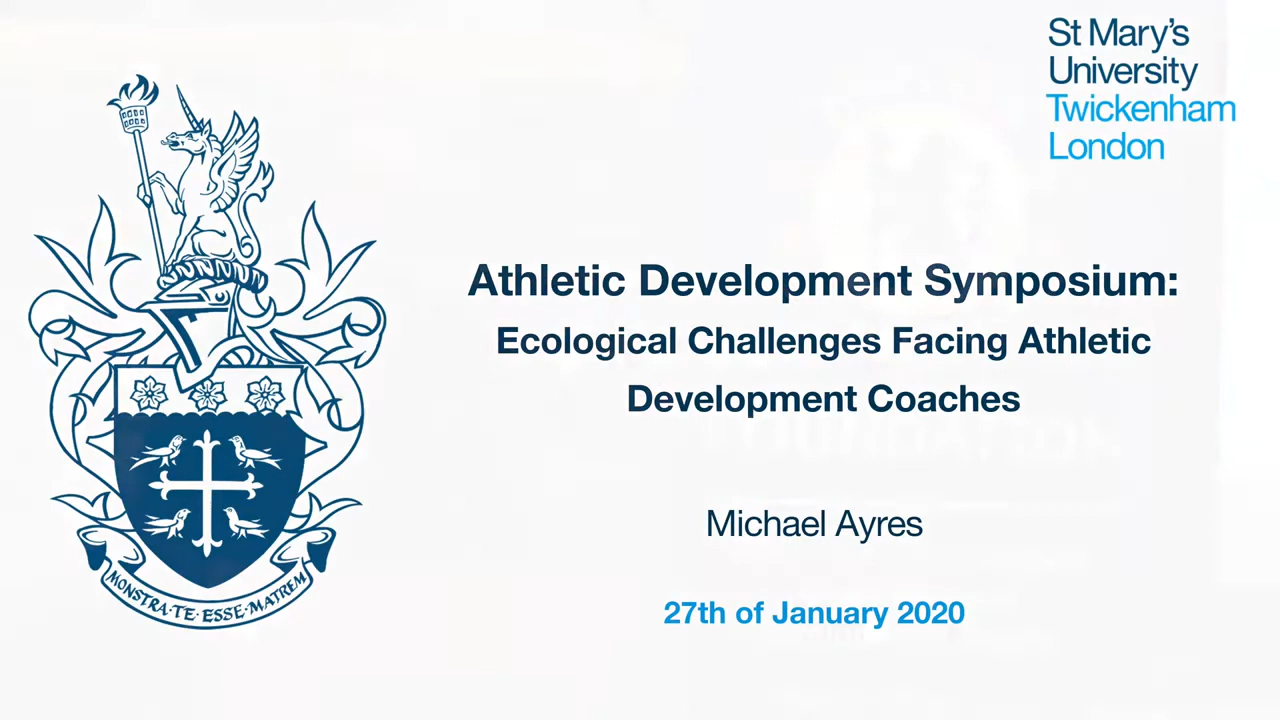 St Mary's
University
Twickenham
London
Athletic Development Symposium:
Ecological Challenges Facing Athletic
Development Coaches
Michael Ayres
27th of January 2020
MONSTRA·TE·ESSE·MATREM